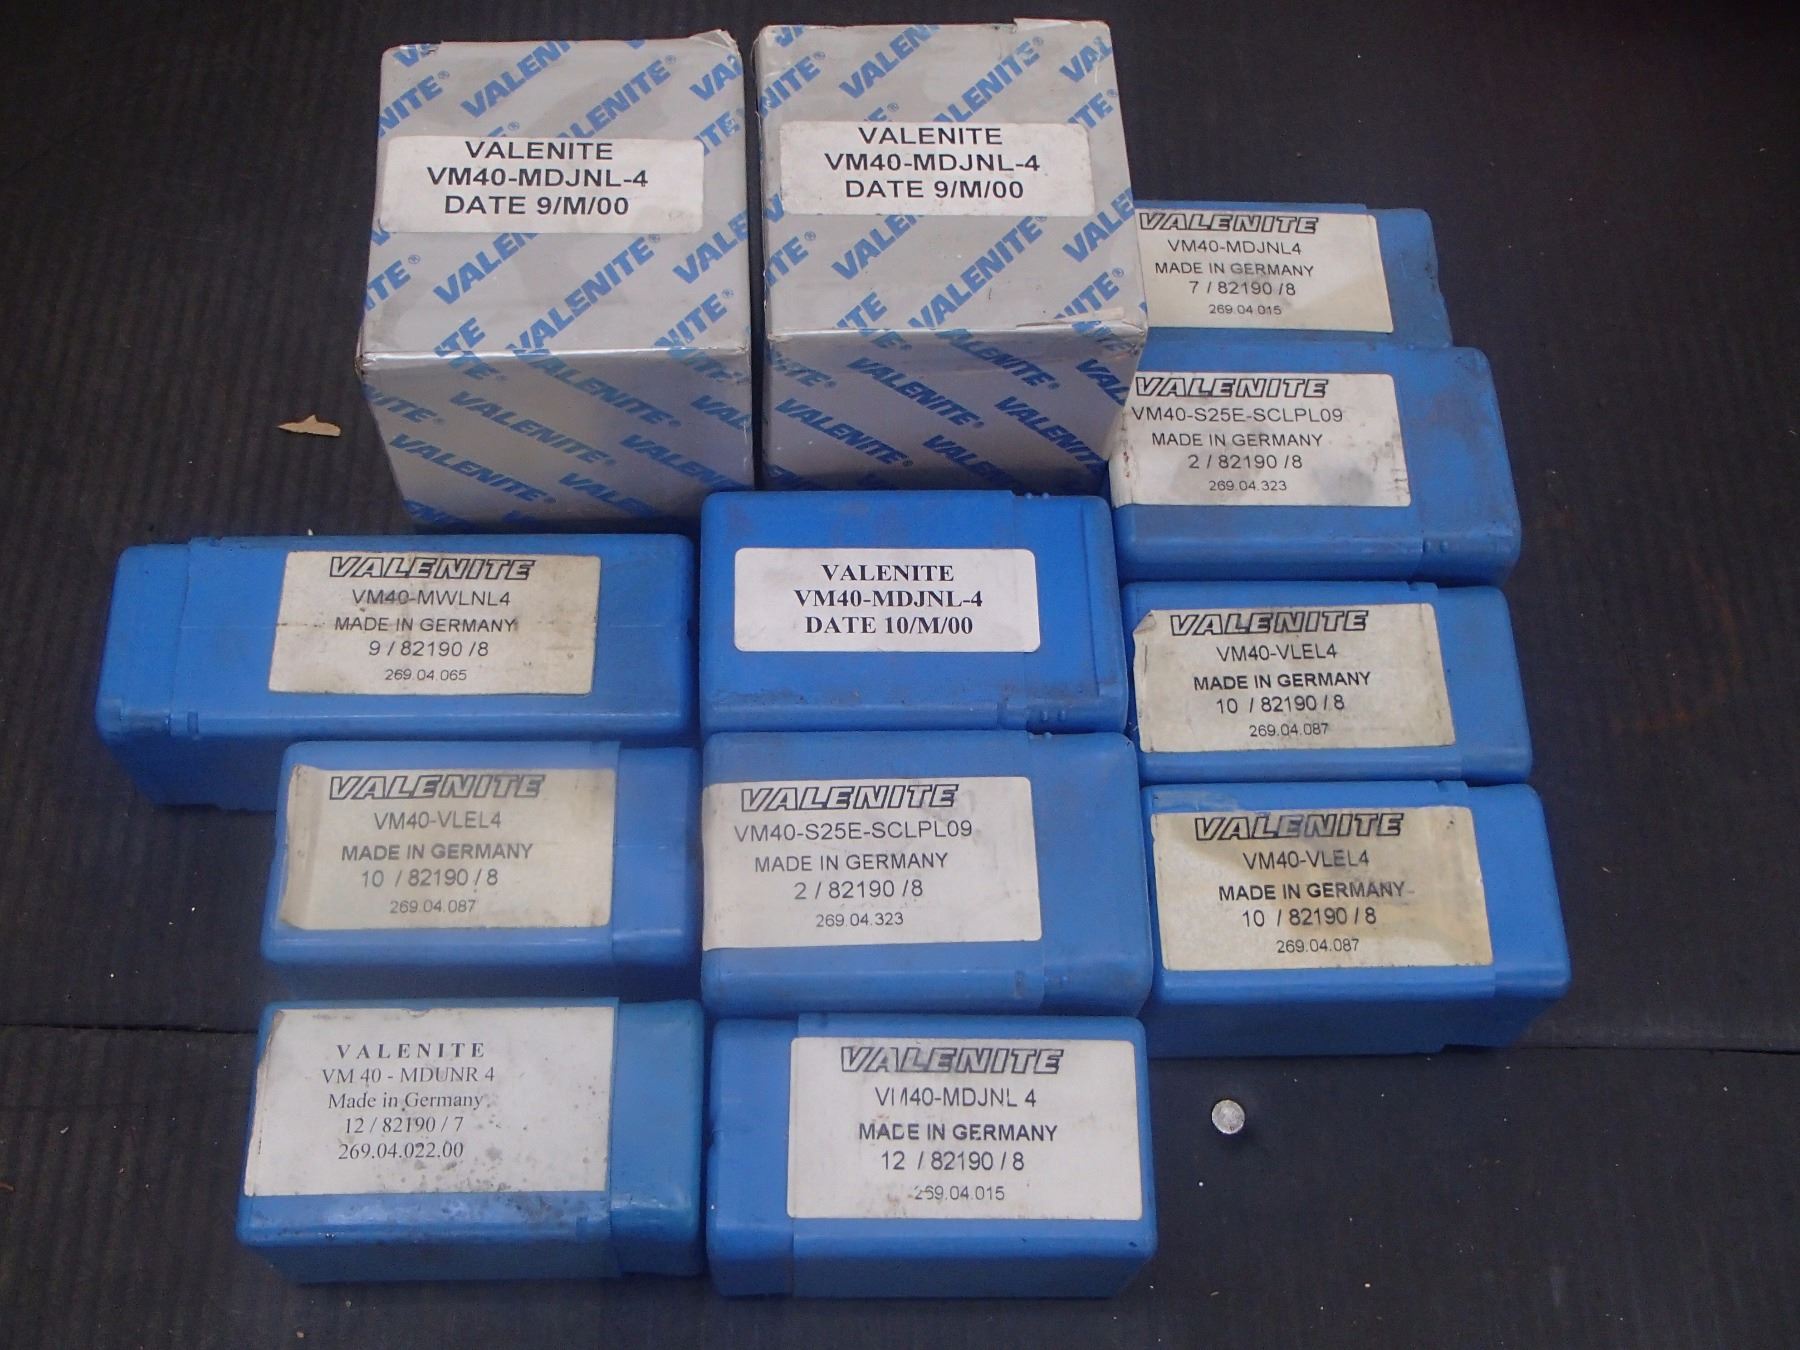 VALENITE
VM40-MDJNL-4
DATE 9/M/00
VALENITE
VM40-MDJNL-4
DATE 9/M/00
VALENITE
VM40-MDJNL4
MADE IN GERMANY
7 / 82190 /8
269.04.015
VALENITE
VM40-S25E-SCLPL09
MADE IN GERMANY
2 / 82190 /8
269.04.323
VALENITE
VM40-MWLNL4
MADE IN GERMANY
9 / 82190 /8
269.04.065
VALENITE
VM40-MDJNL-4
DATE 10/M/00
VALENITE
VM40-VLEL4
MADE IN GERMANY
10 / 82190 / 8
269.04.087
VALENITE
VM40-VLEL4
MADE IN GERMANY
10 / 82190 / 8
269.04.087
VALENITE
VM40-S25E-SCLPL09
MADE IN GERMANY
2 / 82190 /8
269.04.323
VALENITE
VM40-VLEL4
MADE IN GERMANY
10 / 82190 / 8
269.04.087
VALENITE
VM 40 - MDUNR 4
Made in Germany
12 / 82190 / 7
269.04.022.00
VALENITE
VM40-MDJNL 4
MADE IN GERMANY
12 / 82190 / 8
269.04.015